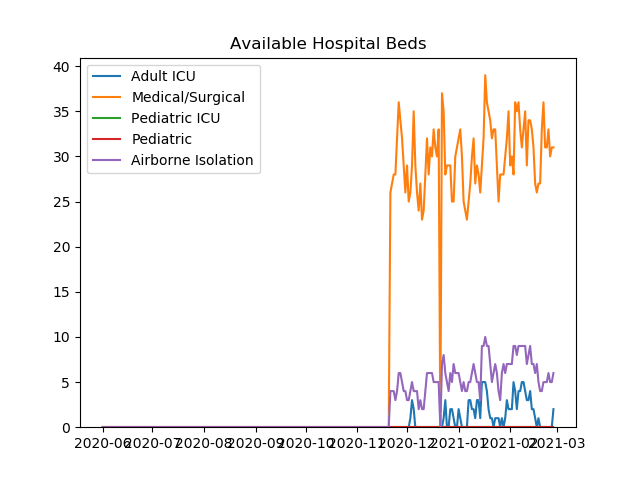 Available Hospital Beds
40
35
30
25
20
15
10
5
0
Adult ICU
Medical/Surgical
Pediatric ICU
Pediatric
Airborne Isolation
2020-06 2020-07 2020-08 2020-09 2020-10 2020-11 2020-12 2021-01 2021-02 2021-03